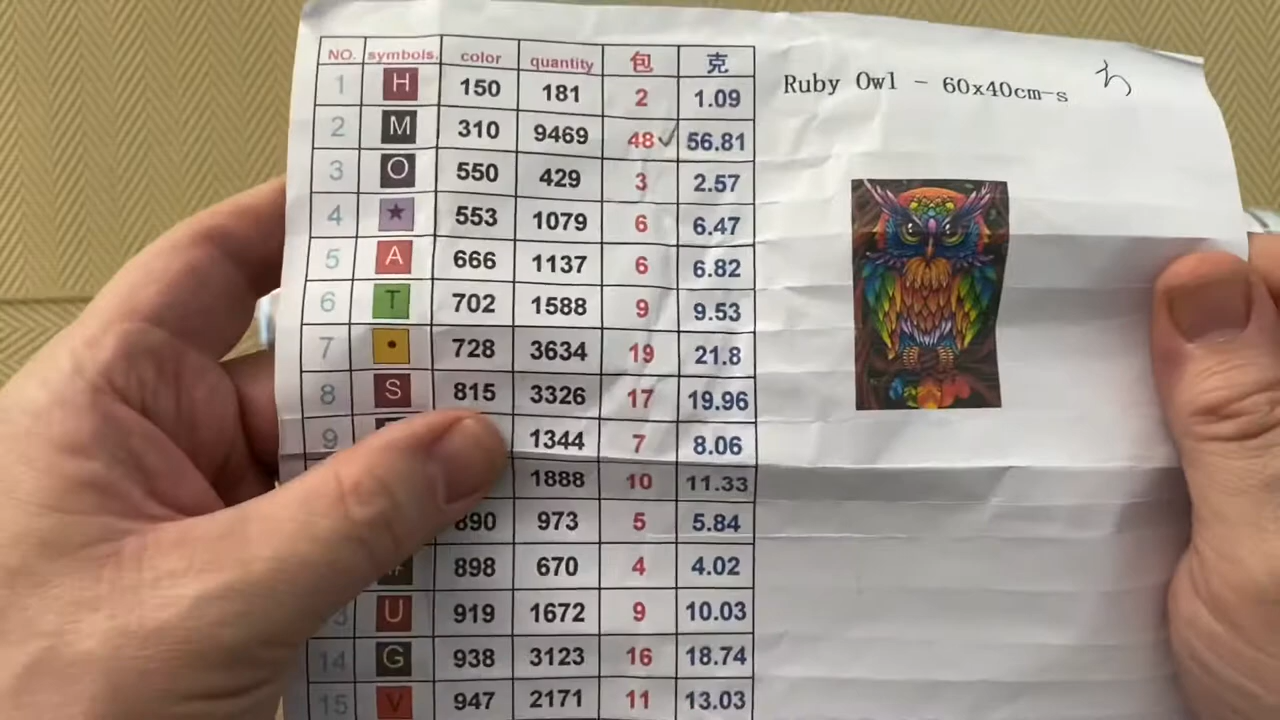 NO. symbols. color quantity 包 克
1 H 150 181 2 1.09
2 M 310 9469 48 56.81
3 O 550 429 3 2.57
4 ★ 553 1079 6 6.47
5 A 666 1137 6 6.82
6 T 702 1588 9 9.53
7 • 728 3634 19 21.8
8 S 815 3326 17 19.96
9 1344 7 8.06
1888 10 11.33
890 973 5 5.84
898 670 4 4.02
13 U 919 1672 9 10.03
14 G 938 3123 16 18.74
15 V 947 2171 11 13.03
Ruby Owl - 60x40cm-s